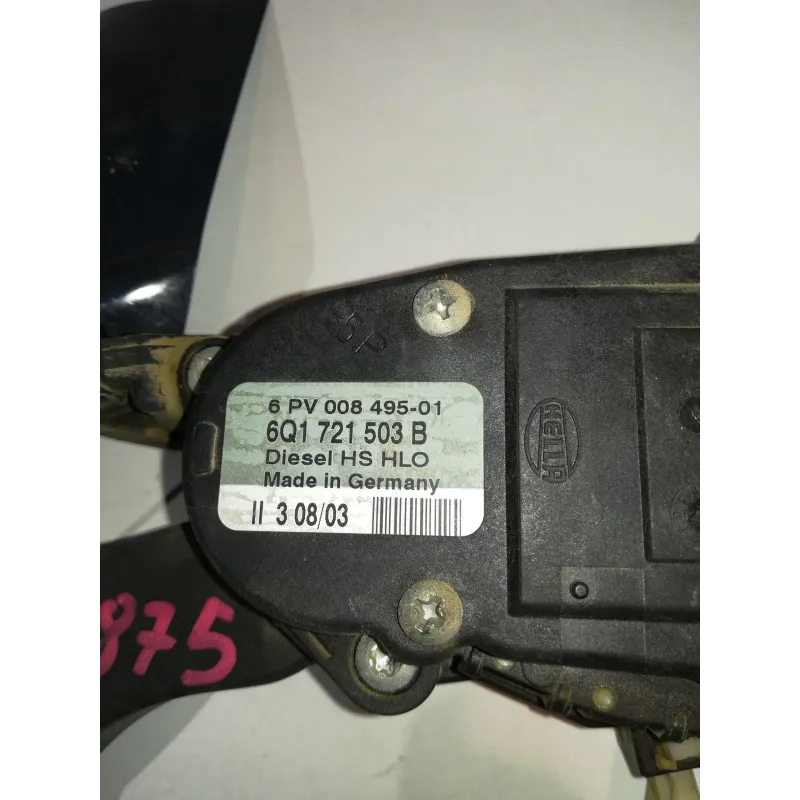 6P
6 PV 008 495-01
6Q1 721 503 B
Diesel HS HLO
Made in Germany
II 3 08/03
HELLA
875